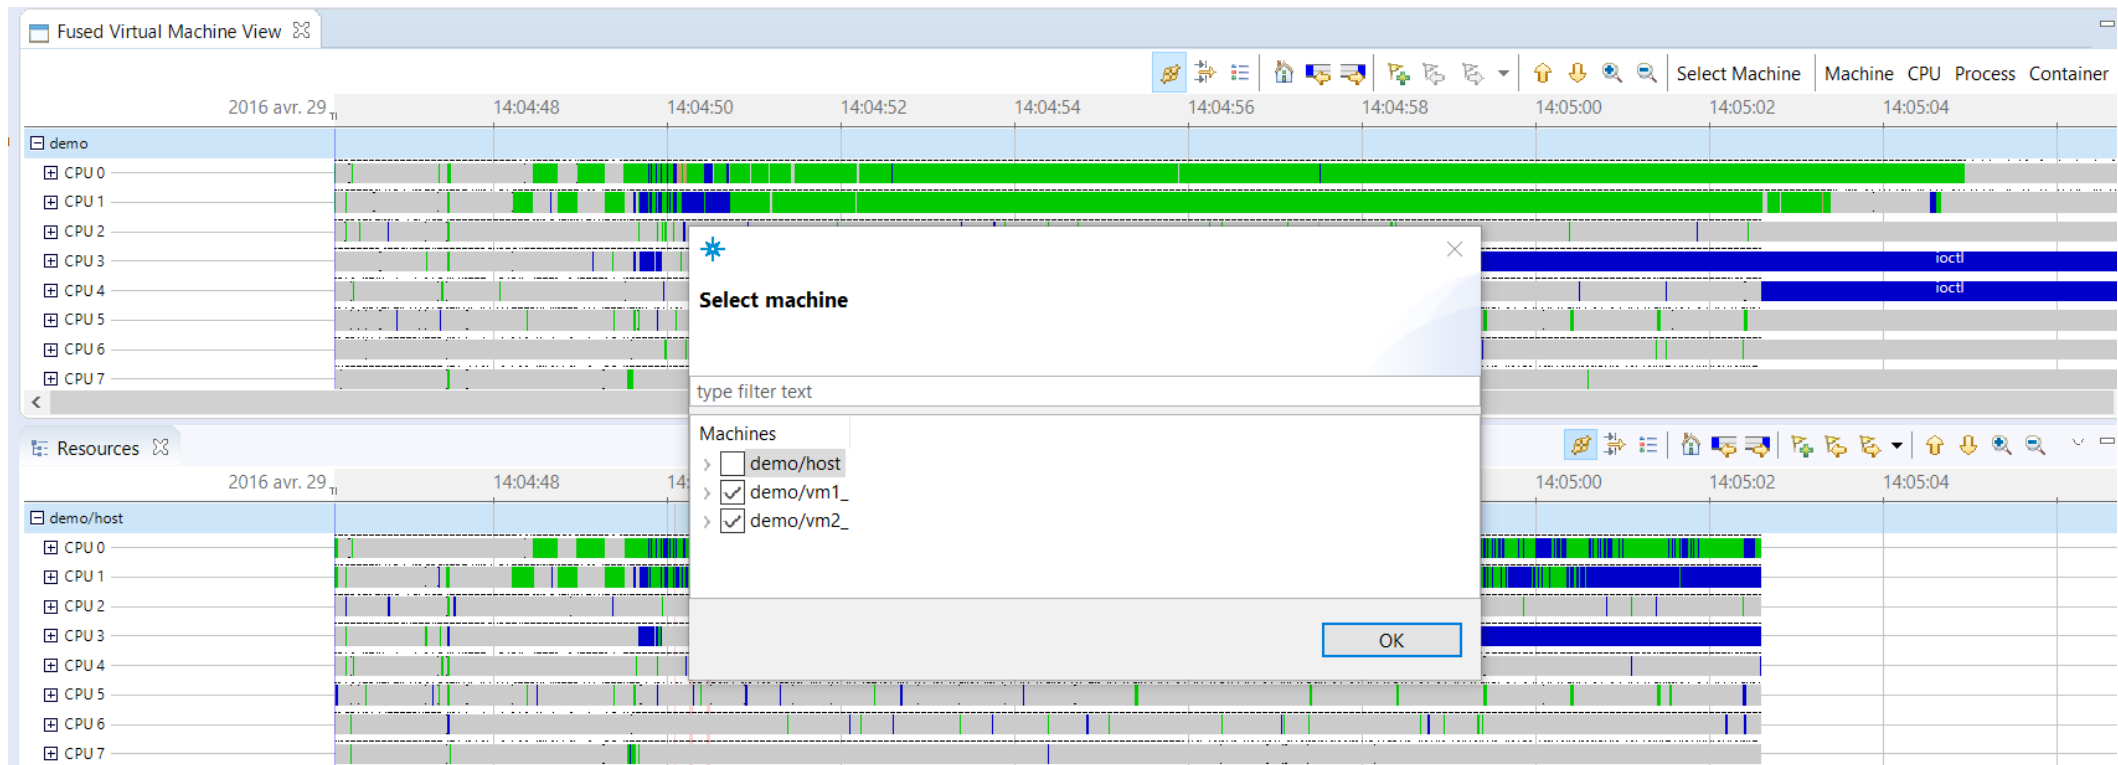 Fused Virtual Machine View
Select Machine Machine CPU Process Container
2016 avr. 29 14:04:48 14:04:50 14:04:52 14:04:54 14:04:56 14:04:58 14:05:00 14:05:02 14:05:04
demo
CPU 0
CPU 1
CPU 2
CPU 3 ioctl
CPU 4 ioctl
CPU 5
CPU 6
CPU 7
Select machine
type filter text
Machines
demo/host
demo/vm1_
demo/vm2_
OK
Resources
2016 avr. 29 14:04:48 14: 14:05:00 14:05:02 14:05:04
demo/host
CPU 0
CPU 1
CPU 2
CPU 3
CPU 4
CPU 5
CPU 6
CPU 7